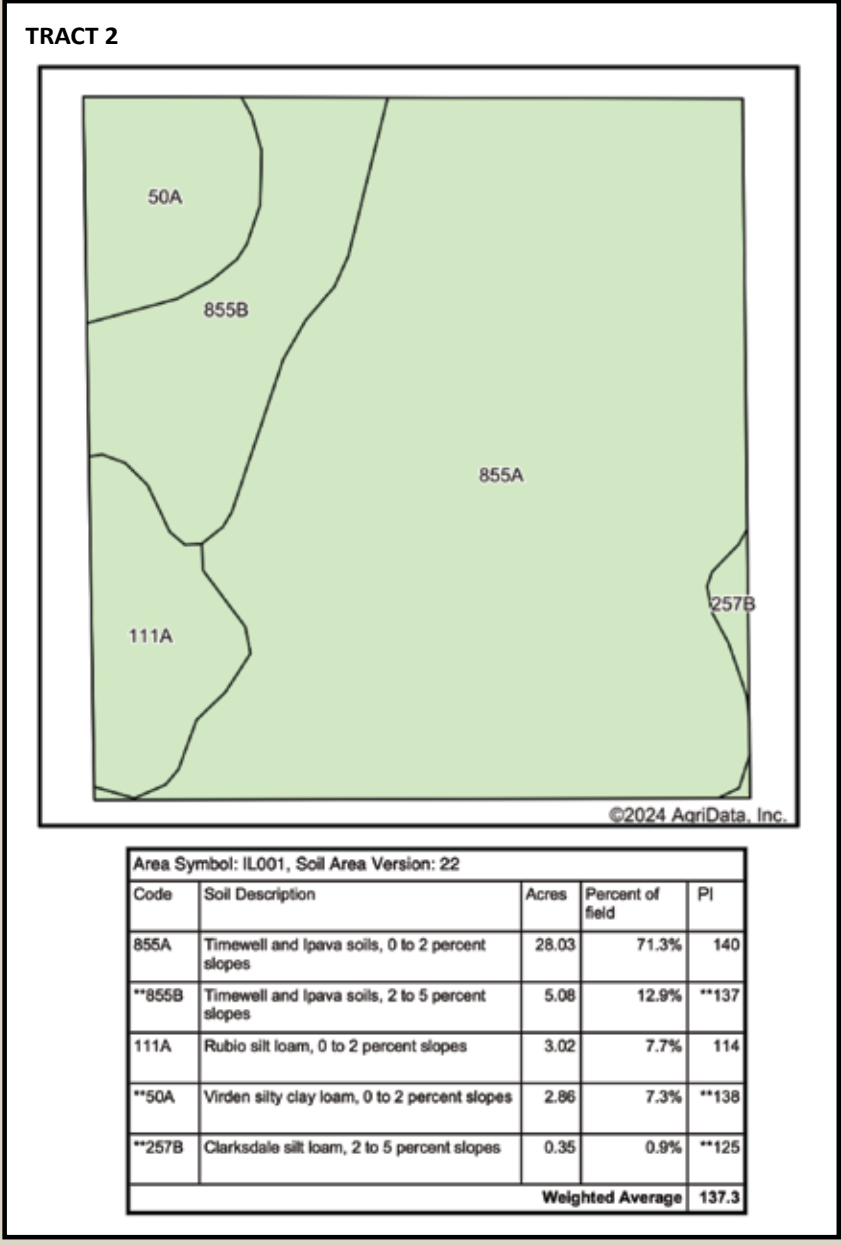 TRACT 2
50A
855B
855A
257B
111A
©2024 AgriData, Inc.
Area Symbol: IL001, Soil Area Version: 22
Code Soil Description Acres Percent of field PI
855A Timewell and Ipava soils, 0 to 2 percent slopes 28.03 71.3% 140
**855B Timewell and Ipava soils, 2 to 5 percent slopes 5.08 12.9% **137
111A Rubio silt loam, 0 to 2 percent slopes 3.02 7.7% 114
**50A Virden silty clay loam, 0 to 2 percent slopes 2.86 7.3% **138
**257B Clarksdale silt loam, 2 to 5 percent slopes 0.35 0.9% **125
Weighted Average 137.3